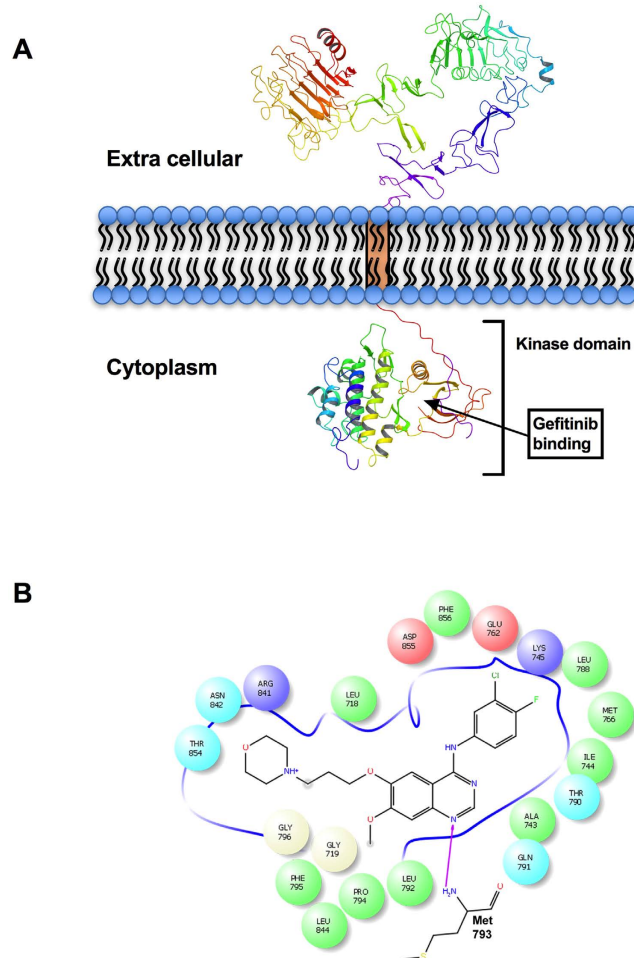 A
Extra cellular
Cytoplasm
Kinase domain
Gefitinib
binding
B
PHE
856
GLU
762
ASP
855
LYS
745
LEU
788
ARG
841
ASN
842
LEU
718
Cl
F
MET
766
THR
854
ILE
744
O
NH+
O
HN
N
THR
790
O
N
ALA
743
GLY
796
GLY
719
GLN
791
PHE
795
PRO
794
LEU
792
LEU
844
H₂N
O
Met
793
S